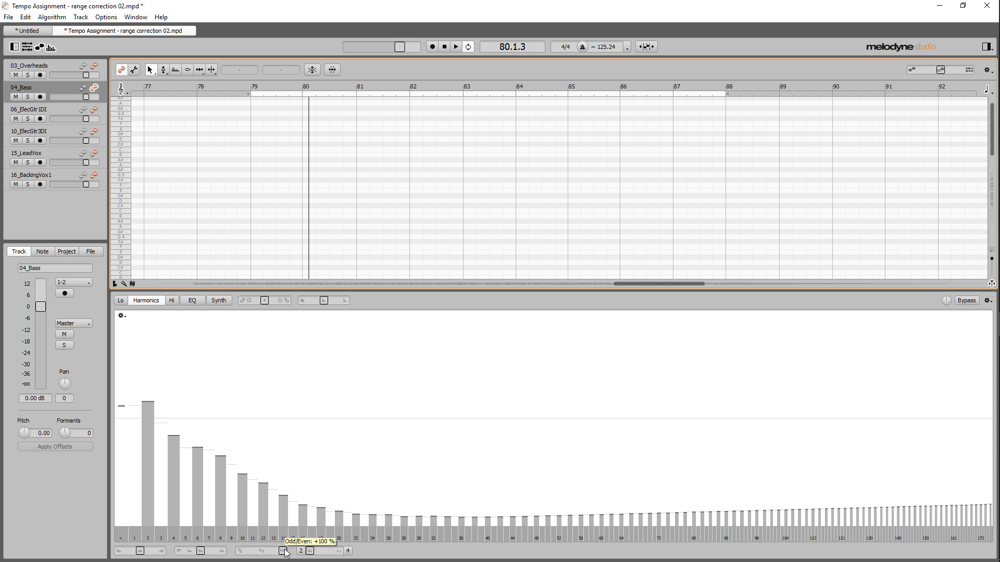 Tempo Assignment - range correction 02.mpd *
File Edit Algorithm Track Options Window Help
* Untitled * Tempo Assignment - range correction 02.mpd
80.1.3 4/4 ~ 125.24 melodyne studio
03_Overheads
M S
04_Bass
M S
06_ElecGtr1DI
M S
10_ElecGtr3DI
M S
15_LeadVox
M S
16_BackingVox1
M S
- -
77 78 79 80 81 82 83 84 85 86 87 88 89 90 91 92
A#
A
G#
G 6
F#
F
E
D#
D
C#
C
B
A#
A
G#
G 5
F#
F
E
D#
D
C#
C
B
A#
A
G#
G 4
F#
F
E
D#
D
C#
C
B
Track Note Project File
04_Bass
12 1-2
6
0
-6 Master
-12 M
-18 S
-24
-30
-36 Pan
-oo
0.00 dB 0
Pitch Formants
0.00 0
Apply Offsets
Lo Harmonics Hi EQ Synth Bypass
< 1 2 3 4 5 6 7 8 9 10 11 12 13 20 22 24 26 28 30 32 36 40 44 48 52 56 60 64 72 80 88 96 104 112 121 130 140 150 161 172
Odd/Even: +100 %
2 4